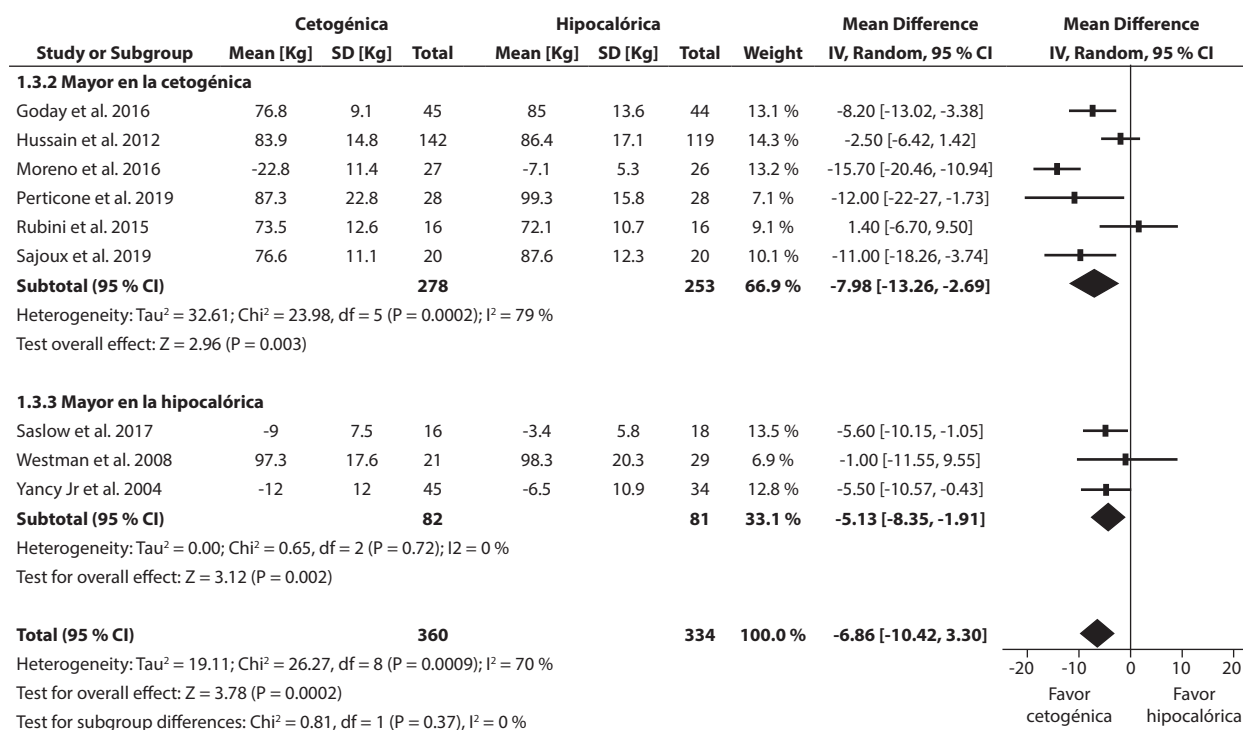 Cetogénica Hipocalórica Mean Difference Mean Difference
Study or Subgroup Mean [Kg] SD [Kg] Total Mean [Kg] SD [Kg] Total Weight IV, Random, 95 % CI IV, Random, 95 % CI
1.3.2 Mayor en la cetogénica
Goday et al. 2016 76.8 9.1 45 85 13.6 44 13.1 % -8.20 [-13.02, -3.38]
Hussain et al. 2012 83.9 14.8 142 86.4 17.1 119 14.3 % -2.50 [-6.42, 1.42]
Moreno et al. 2016 -22.8 11.4 27 -7.1 5.3 26 13.2 % -15.70 [-20.46, -10.94]
Perticone et al. 2019 87.3 22.8 28 99.3 15.8 28 7.1 % -12.00 [-22-27, -1.73]
Rubini et al. 2015 73.5 12.6 16 72.1 10.7 16 9.1 % 1.40 [-6.70, 9.50]
Sajoux et al. 2019 76.6 11.1 20 87.6 12.3 20 10.1 % -11.00 [-18.26, -3.74]
Subtotal (95 % CI) 278 253 66.9 % -7.98 [-13.26, -2.69]
Heterogeneity: Tau² = 32.61; Chi² = 23.98, df = 5 (P = 0.0002); I² = 79 %
Test overall effect: Z = 2.96 (P = 0.003)
1.3.3 Mayor en la hipocalórica
Saslow et al. 2017 -9 7.5 16 -3.4 5.8 18 13.5 % -5.60 [-10.15, -1.05]
Westman et al. 2008 97.3 17.6 21 98.3 20.3 29 6.9 % -1.00 [-11.55, 9.55]
Yancy Jr et al. 2004 -12 12 45 -6.5 10.9 34 12.8 % -5.50 [-10.57, -0.43]
Subtotal (95 % CI) 82 81 33.1 % -5.13 [-8.35, -1.91]
Heterogeneity: Tau² = 0.00; Chi² = 0.65, df = 2 (P = 0.72); I2 = 0 %
Test for overall effect: Z = 3.12 (P = 0.002)
Total (95 % CI) 360 334 100.0 % -6.86 [-10.42, 3.30]
Heterogeneity: Tau² = 19.11; Chi² = 26.27, df = 8 (P = 0.0009); I² = 70 %
Test for overall effect: Z = 3.78 (P = 0.0002)
Test for subgroup differences: Chi² = 0.81, df = 1 (P = 0.37), I² = 0 %
-20 -10 0 10 20
Favor Favor
cetogénica hipocalórica